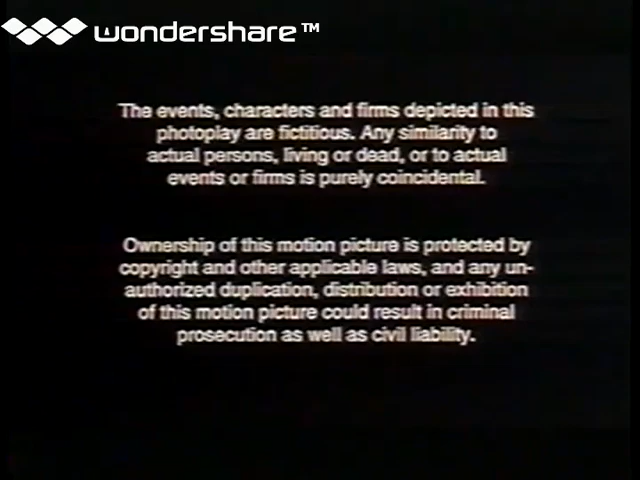 wondershare™
The events, characters and firms depicted in this
photoplay are fictitious. Any similarity to
actual persons, living or dead, or to actual
events or firms is purely coincidental.
Ownership of this motion picture is protected by
copyright and other applicable laws, and any un-
authorized duplication, distribution or exhibition
of this motion picture could result in criminal
prosecution as well as civil liability.